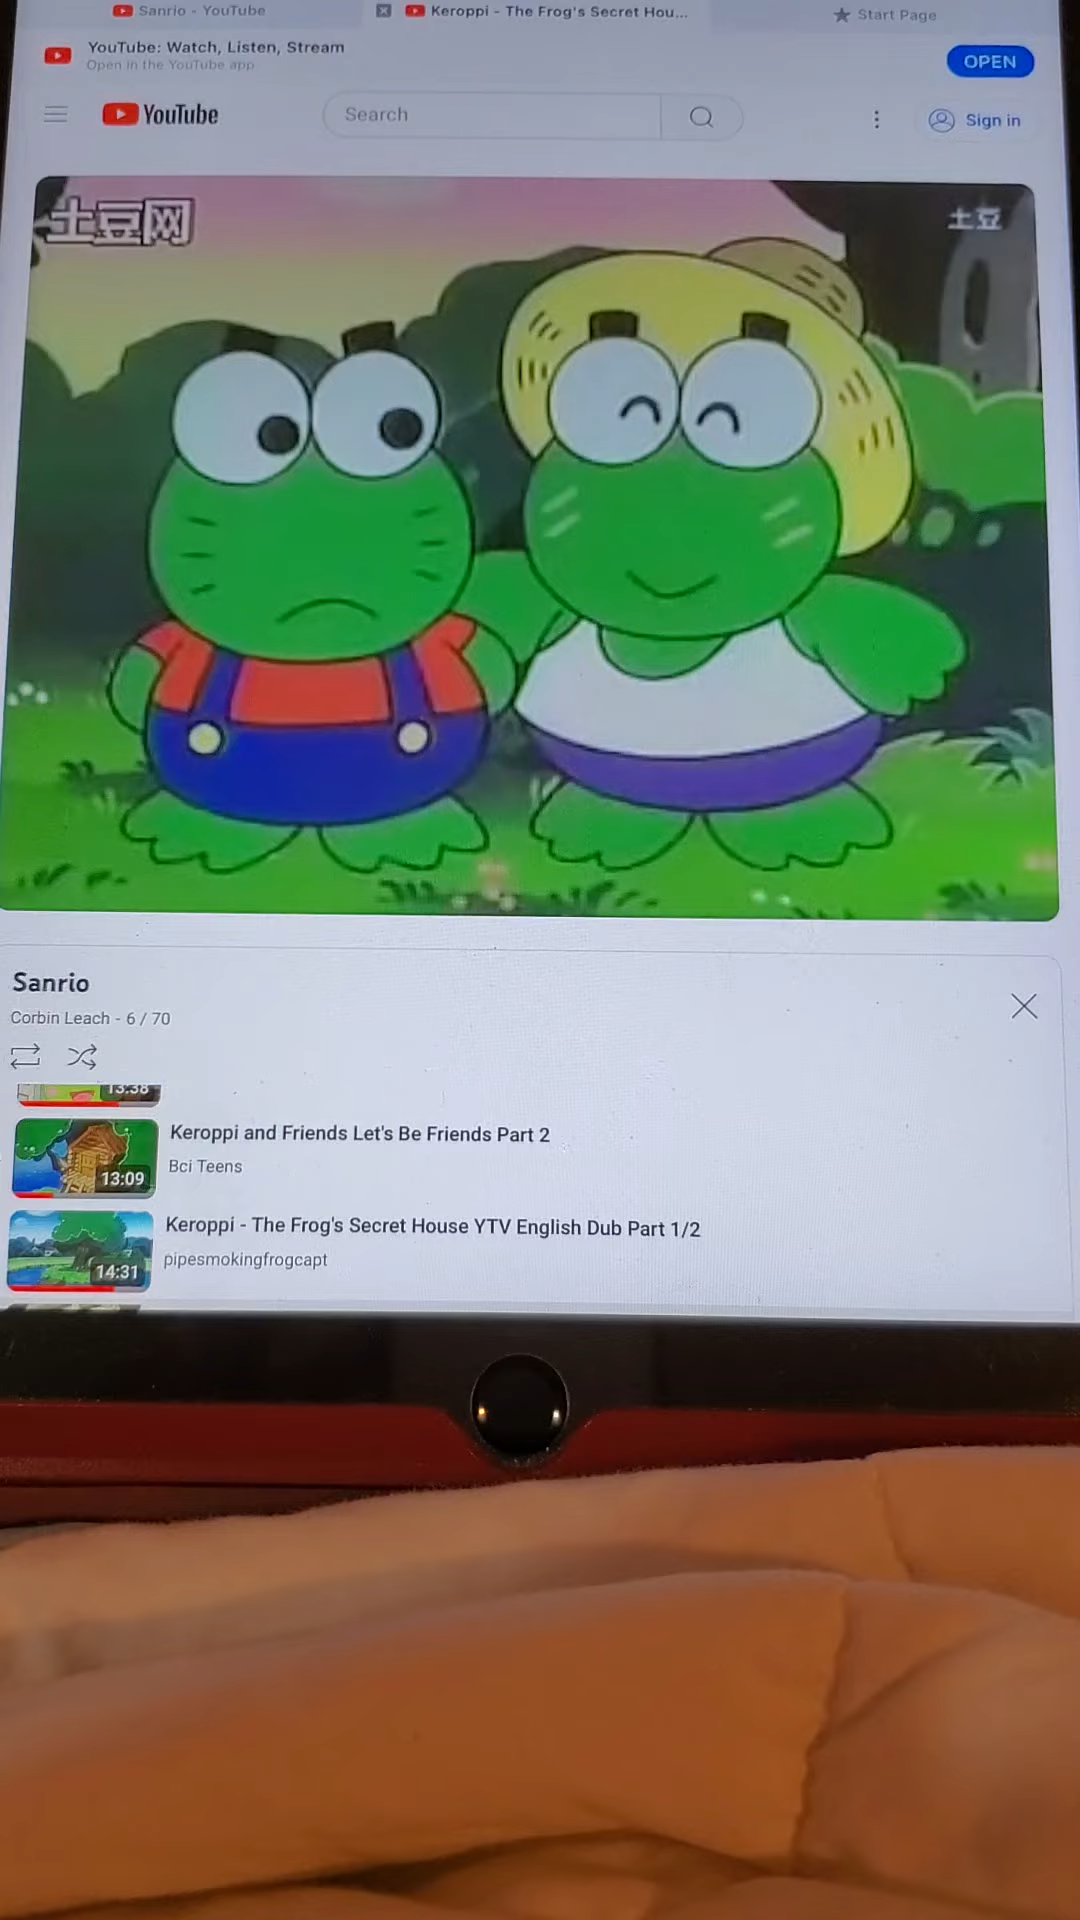 Sanrio - YouTube
Keroppi - The Frog's Secret Hou...
Start Page
YouTube: Watch, Listen, Stream
Open in the YouTube app
OPEN
YouTube
Search
Sign in
土豆网
土豆
Sanrio
Corbin Leach - 6 / 70
13:38
Keroppi and Friends Let's Be Friends Part 2
Bci Teens
13:09
Keroppi - The Frog's Secret House YTV English Dub Part 1/2
pipesmokingfrogcapt
14:31